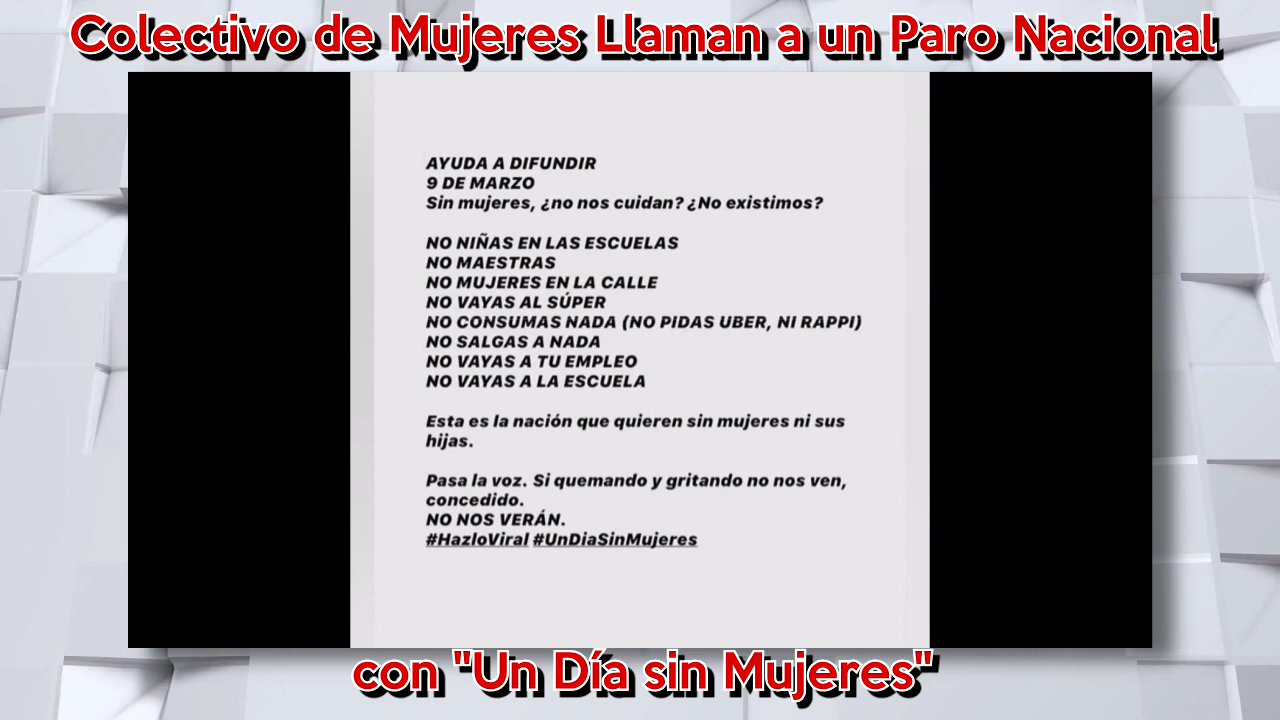 Colectivo de Mujeres Llaman a un Paro Nacional
AYUDA A DIFUNDIR
9 DE MARZO
Sin mujeres, ¿no nos cuidan? ¿No existimos?
NO NIÑAS EN LAS ESCUELAS
NO MAESTRAS
NO MUJERES EN LA CALLE
NO VAYAS AL SÚPER
NO CONSUMAS NADA (NO PIDAS UBER, NI RAPPI)
NO SALGAS A NADA
NO VAYAS A TU EMPLEO
NO VAYAS A LA ESCUELA
Esta es la nación que quieren sin mujeres ni sus
hijas.
Pasa la voz. Si quemando y gritando no nos ven,
concedido.
NO NOS VERÁN.
#HazloViral #UnDiaSinMujeres
con "Un Día sin Mujeres"